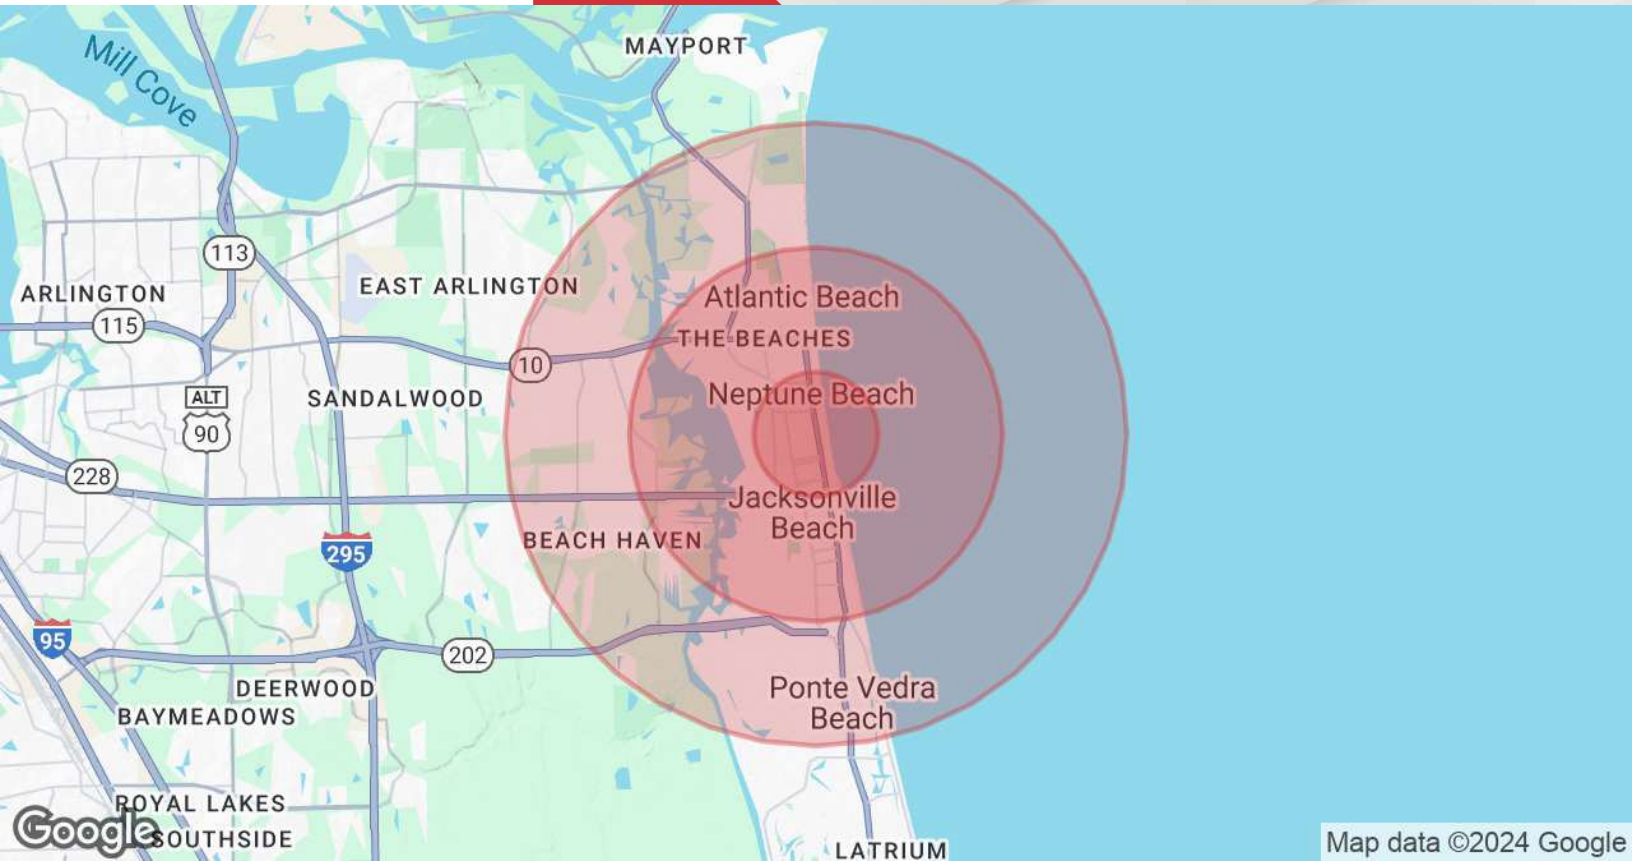 MAYPORT
Mill Cove
113
EAST ARLINGTON
ARLINGTON
Atlantic Beach
115
THE BEACHES
10
Neptune Beach
ALT
90
SANDALWOOD
228
Jacksonville
Beach
BEACH HAVEN
295
95
202
DEERWOOD
Ponte Vedra
Beach
BAYMEADOWS
ROYAL LAKES
Google
SOUTHSIDE
LATRIUM
Map data ©2024 Google